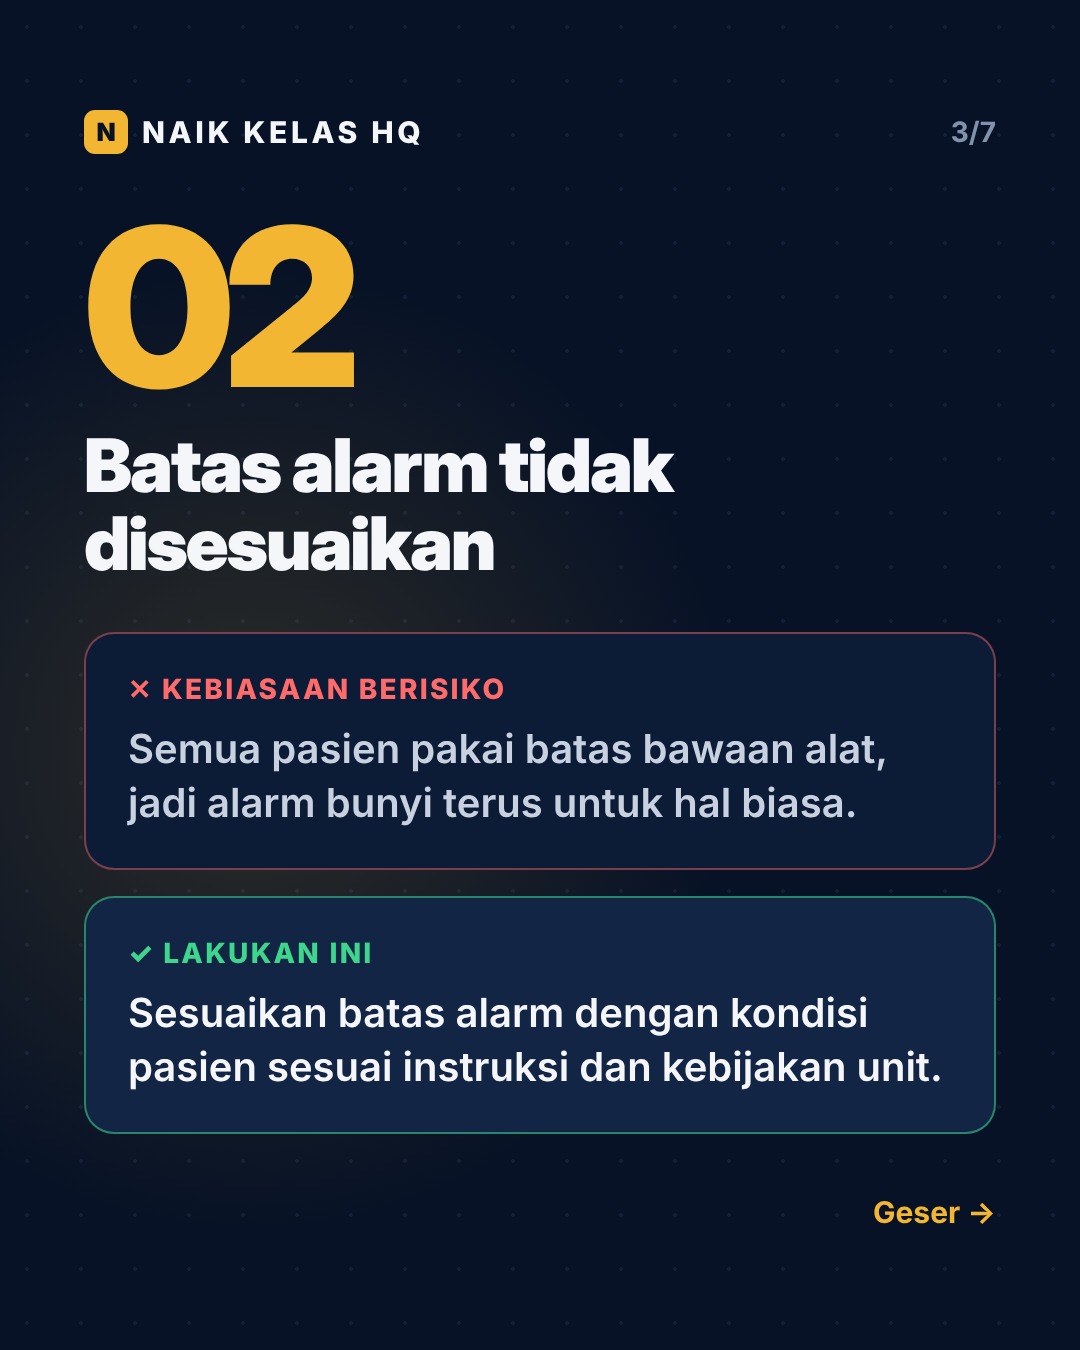 N NAIK KELAS HQ
3/7
02
Batas alarm tidak
disesuaikan
✕ KEBIASAAN BERISIKO
Semua pasien pakai batas bawaan alat,
jadi alarm bunyi terus untuk hal biasa.
✓ LAKUKAN INI
Sesuaikan batas alarm dengan kondisi
pasien sesuai instruksi dan kebijakan unit.
Geser →